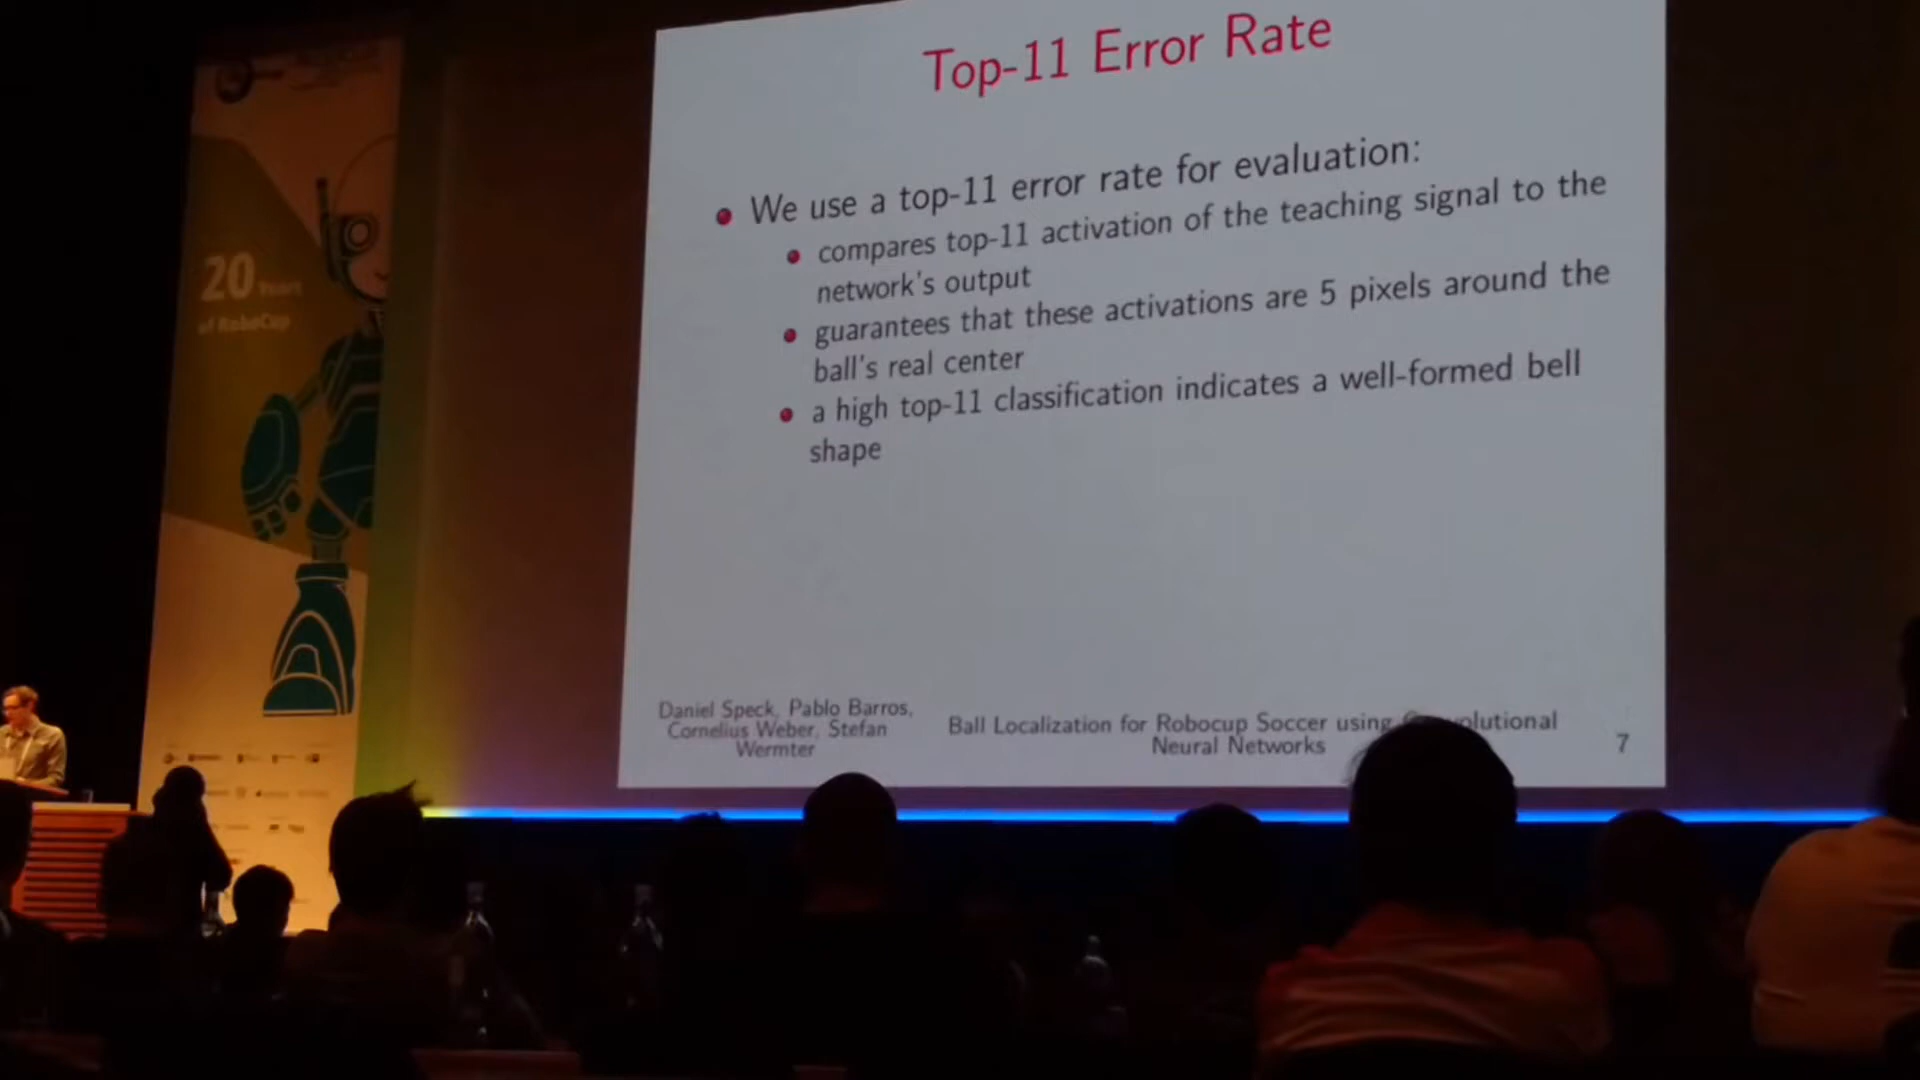 Top-11 Error Rate
We use a top-11 error rate for evaluation:
compares top-11 activation of the teaching signal to the
network's output
guarantees that these activations are 5 pixels around the
ball's real center
a high top-11 classification indicates a well-formed bell
shape
Daniel Speck, Pablo Barros,
Cornelius Weber, Stefan
Wermter
Ball Localization for Robocup Soccer using
Neural Networks
7
20 Years
of RoboCup